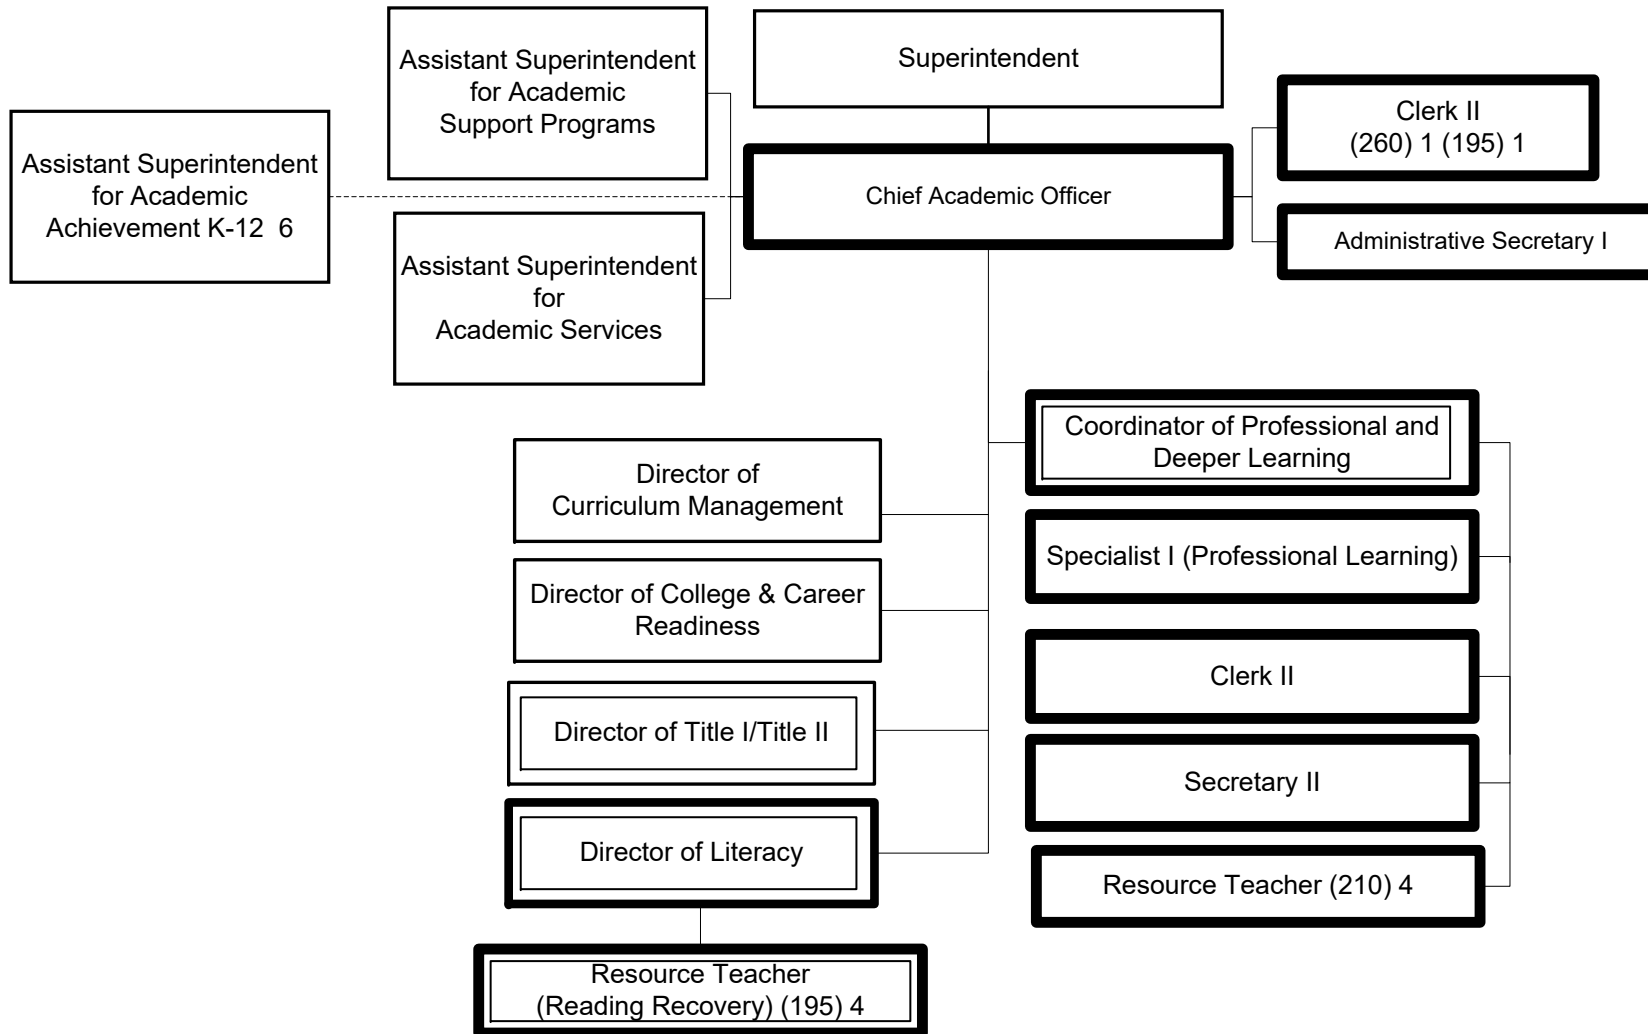 Superintendent
Assistant Superintendent
for Academic
Support Programs
Clerk II
(260) 1 (195) 1
Assistant Superintendent
for Academic
Achievement K-12  6
Chief Academic Officer
Administrative Secretary I
Assistant Superintendent
for
Academic Services
Coordinator of Professional and
Deeper Learning
Director of
Curriculum Management
Specialist I (Professional Learning)
Director of College & Career
Readiness
Clerk II
Director of Title I/Title II
Secretary II
Director of Literacy
Resource Teacher (210) 4
Resource Teacher
(Reading Recovery) (195) 4